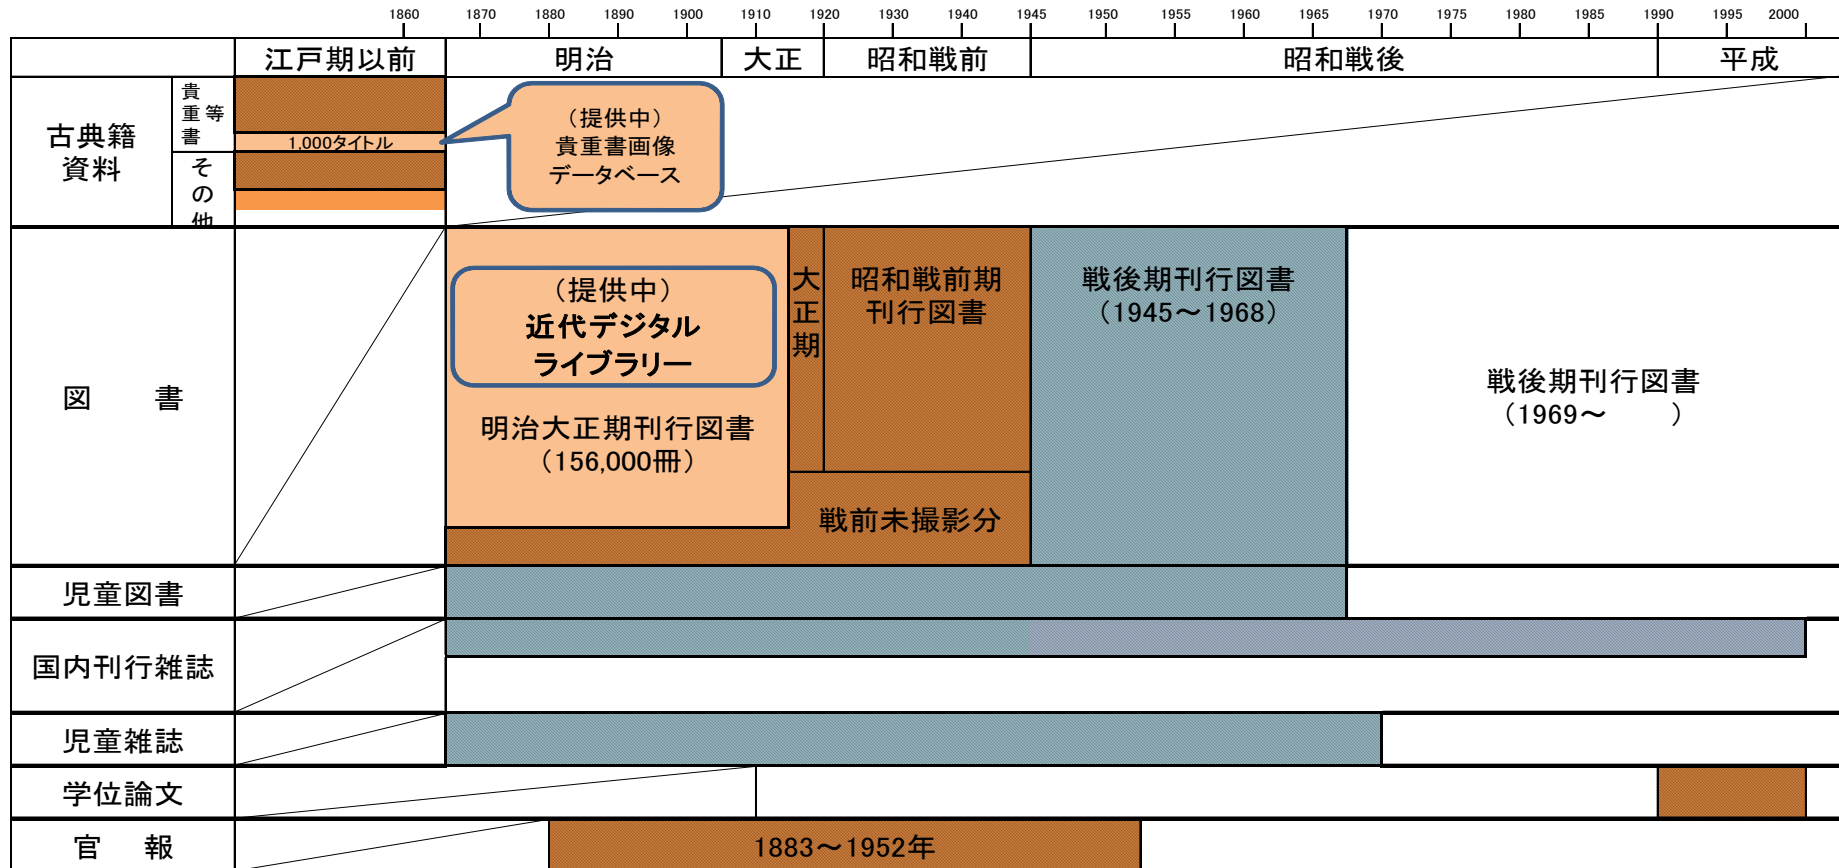 1860 1870 1880 1890 1900 1910 1920 1930 1940 1945 1950 1955 1960 1965 1970 1975 1980 1985 1990 1995 2000
江戸期以前 明治 大正 昭和戦前 昭和戦後 平成
古典籍
資料
貴
重等
書
1,000タイトル
（提供中）
貴重書画像
データベース
そ
の
他
図　　書
（提供中）
近代デジタル
ライブラリー
明治大正期刊行図書
（156,000冊）
大
正
期
昭和戦前期
刊行図書
戦前未撮影分
戦後期刊行図書
（1945～1968）
戦後期刊行図書
（1969～　　）
児童図書
国内刊行雑誌
児童雑誌
学位論文
官　報
1883～1952年